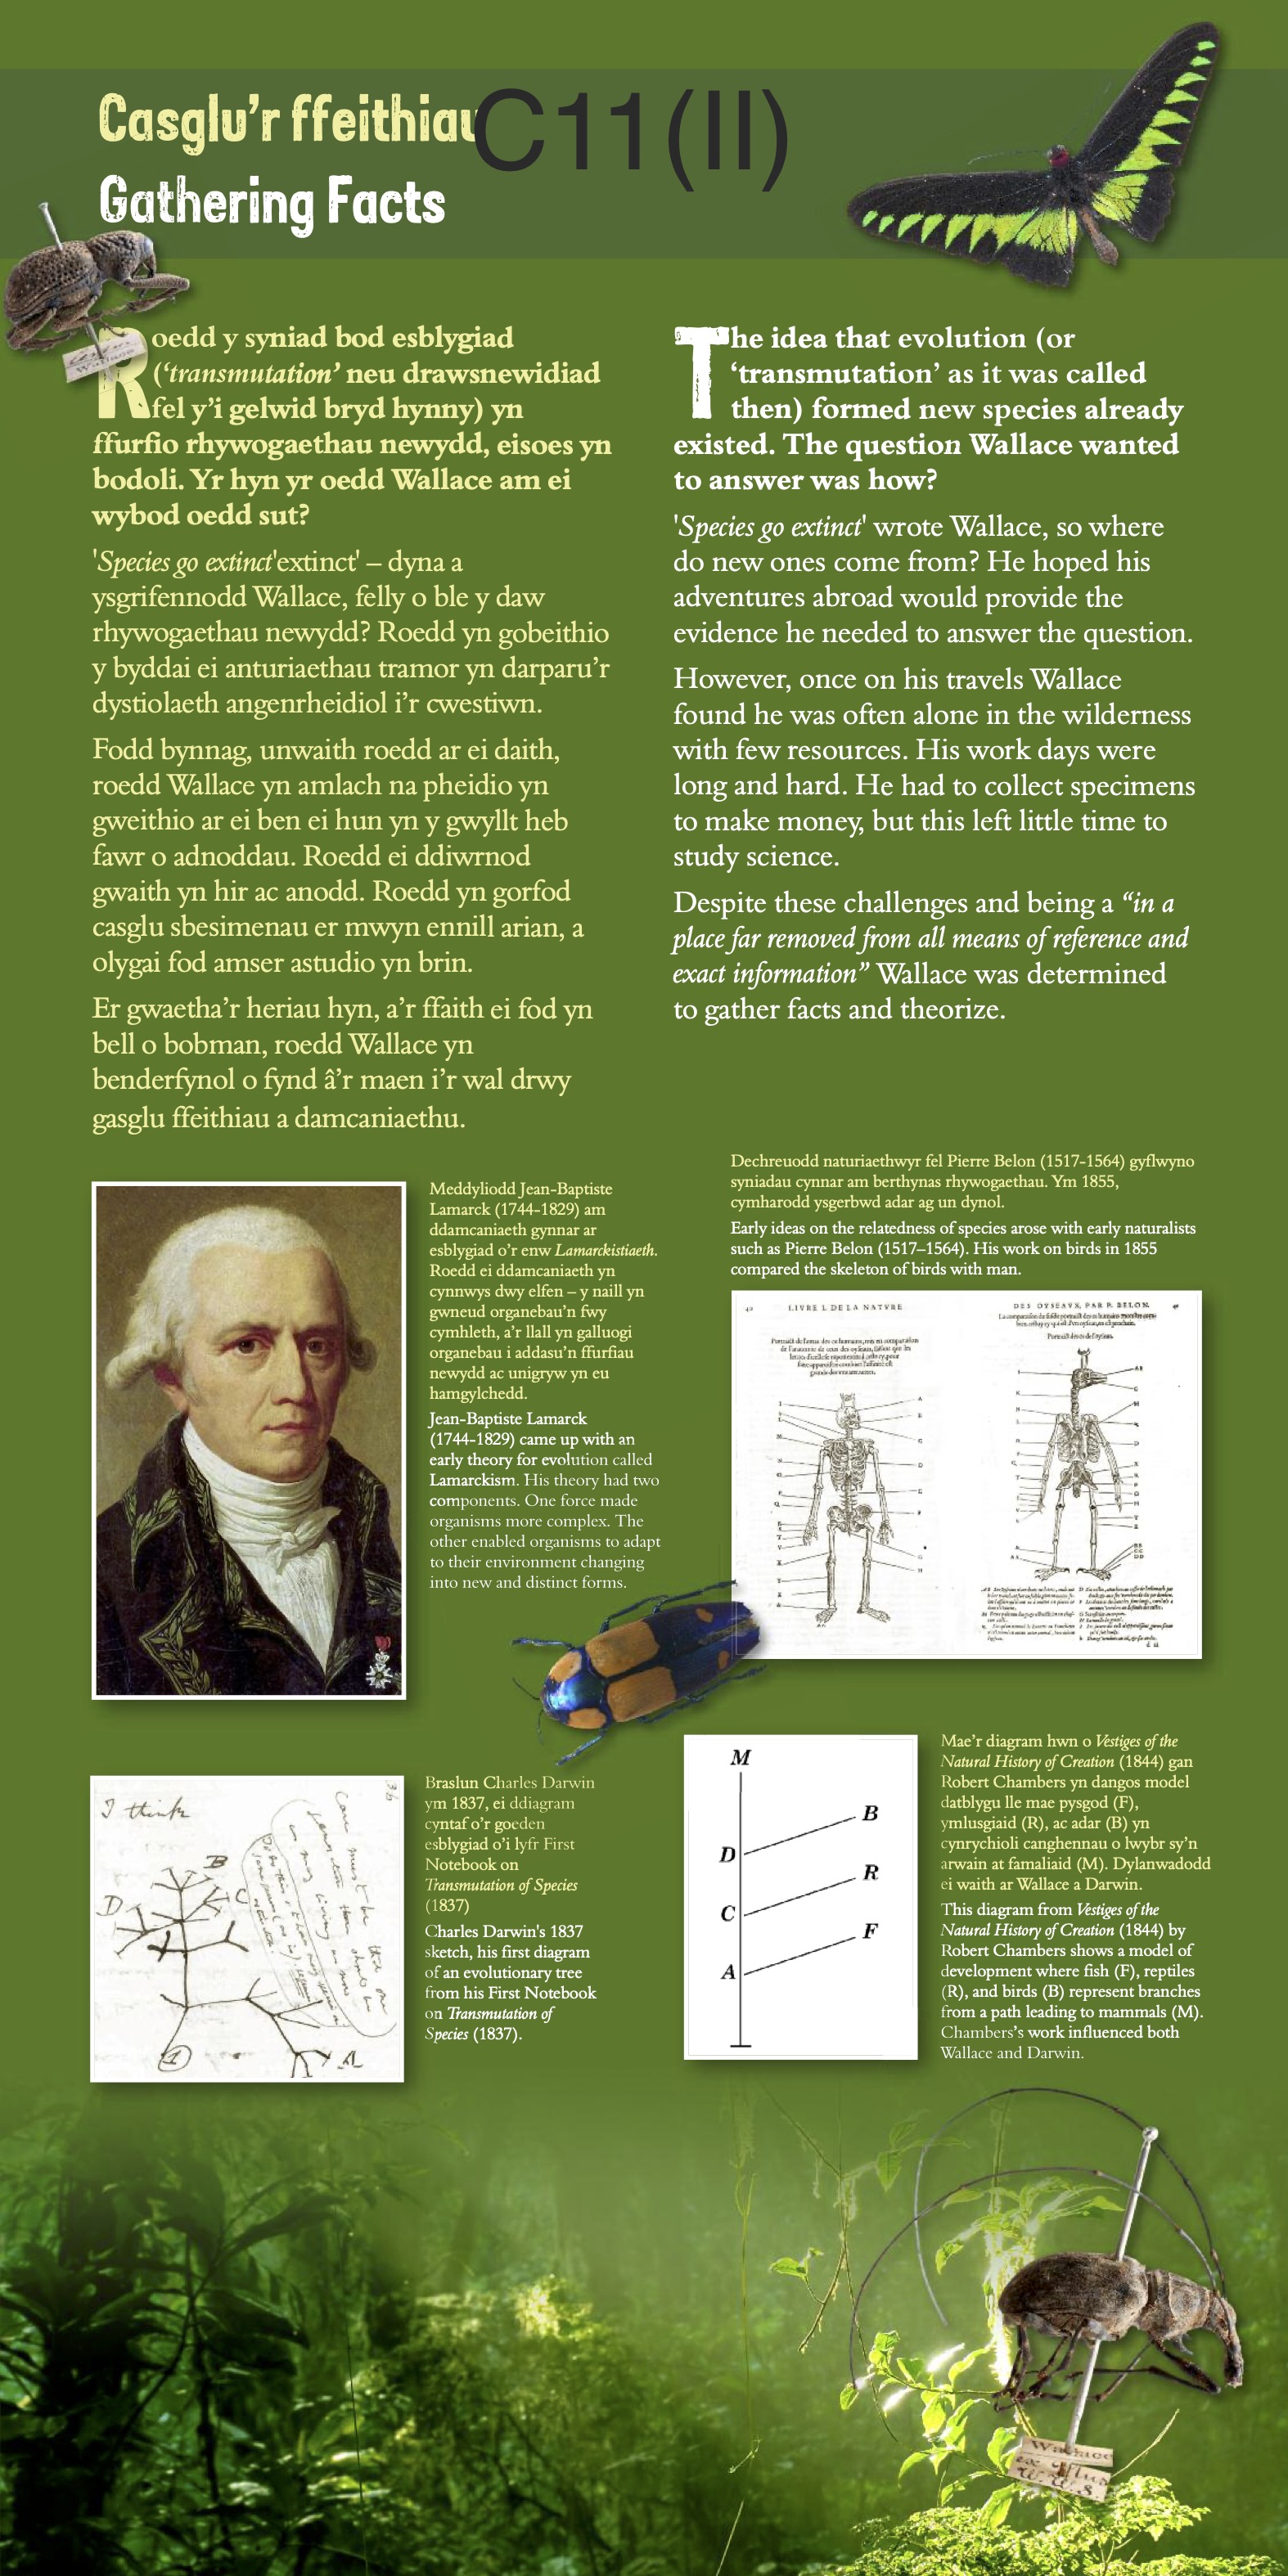 Casglu'r ffeithiau
C11(II)
Gathering Facts
Roedd y syniad bod esblygiad
('transmutation' neu drawsnewidiad
fel y'i gelwid bryd hynny) yn
ffurfio rhywogaethau newydd, eisoes yn
bodoli. Yr hyn yr oedd Wallace am ei
wybod oedd sut?
'Species go extinct'extinct' – dyna a
ysgrifennodd Wallace, felly o ble y daw
rhywogaethau newydd? Roedd yn gobeithio
y byddai ei anturiaethau tramor yn darparu'r
dystiolaeth angenrheidiol i'r cwestiwn.
Fodd bynnag, unwaith roedd ar ei daith,
roedd Wallace yn amlach na pheidio yn
gweithio ar ei ben ei hun yn y gwyllt heb
fawr o adnoddau. Roedd ei ddiwrnod
gwaith yn hir ac anodd. Roedd yn gorfod
casglu sbesimenau er mwyn ennill arian, a
olygai fod amser astudio yn brin.
Er gwaetha'r heriau hyn, a'r ffaith ei fod yn
bell o bobman, roedd Wallace yn
benderfynol o fynd â'r maen i'r wal drwy
gasglu ffeithiau a damcaniaethu.
The idea that evolution (or
'transmutation' as it was called
then) formed new species already
existed. The question Wallace wanted
to answer was how?
'Species go extinct' wrote Wallace, so where
do new ones come from? He hoped his
adventures abroad would provide the
evidence he needed to answer the question.
However, once on his travels Wallace
found he was often alone in the wilderness
with few resources. His work days were
long and hard. He had to collect specimens
to make money, but this left little time to
study science.
Despite these challenges and being a “in a
place far removed from all means of reference and
exact information” Wallace was determined
to gather facts and theorize.
Meddyliodd Jean-Baptiste
Lamarck (1744-1829) am
ddamcaniaeth gynnar ar
esblygiad o'r enw Lamarckistiaeth.
Roedd ei ddamcaniaeth yn
cynnwys dwy elfen – y naill yn
gwneud organebau'n fwy
cymhleth, a'r llall yn galluogi
organebau i addasu'n ffurfiau
newydd ac unigryw yn eu
hamgylchedd.
Jean-Baptiste Lamarck
(1744-1829) came up with an
early theory for evolution called
Lamarckism. His theory had two
components. One force made
organisms more complex. The
other enabled organisms to adapt
to their environment changing
into new and distinct forms.
Dechreuodd naturiaethwyr fel Pierre Belon (1517-1564) gyflwyno
syniadau cynnar am berthynas rhywogaethau. Ym 1855,
cymharodd ysgerbwd adar ag un dynol.
Early ideas on the relatedness of species arose with early naturalists
such as Pierre Belon (1517–1564). His work on birds in 1855
compared the skeleton of birds with man.
LIVRE I. DE LA NATVRE
DES OYSEAVX, PAR P. BELON.
I think
B
D
C
A
1
36
Braslun Charles Darwin
ym 1837, ei ddiagram
cyntaf o'r goeden
esblygiad o'i lyfr First
Notebook on
Transmutation of Species
(1837)
Charles Darwin's 1837
sketch, his first diagram
of an evolutionary tree
from his First Notebook
on Transmutation of
Species (1837).
M
B
D
R
C
F
A
Mae'r diagram hwn o Vestiges of the
Natural History of Creation (1844) gan
Robert Chambers yn dangos model
datblygu lle mae pysgod (F),
ymlusgiaid (R), ac adar (B) yn
cynrychioli canghennau o lwybr sy'n
arwain at famaliaid (M). Dylanwadodd
ei waith ar Wallace a Darwin.
This diagram from Vestiges of the
Natural History of Creation (1844) by
Robert Chambers shows a model of
development where fish (F), reptiles
(R), and birds (B) represent branches
from a path leading to mammals (M).
Chambers's work influenced both
Wallace and Darwin.
Wallace